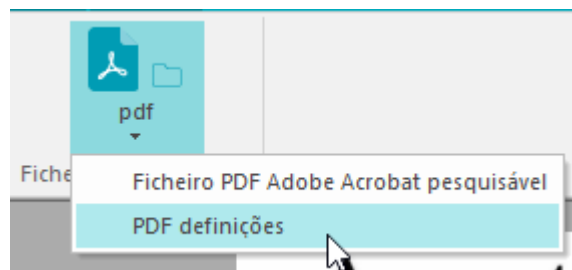 pdf
Fiche
Ficheiro PDF Adobe Acrobat pesquisável
PDF definições